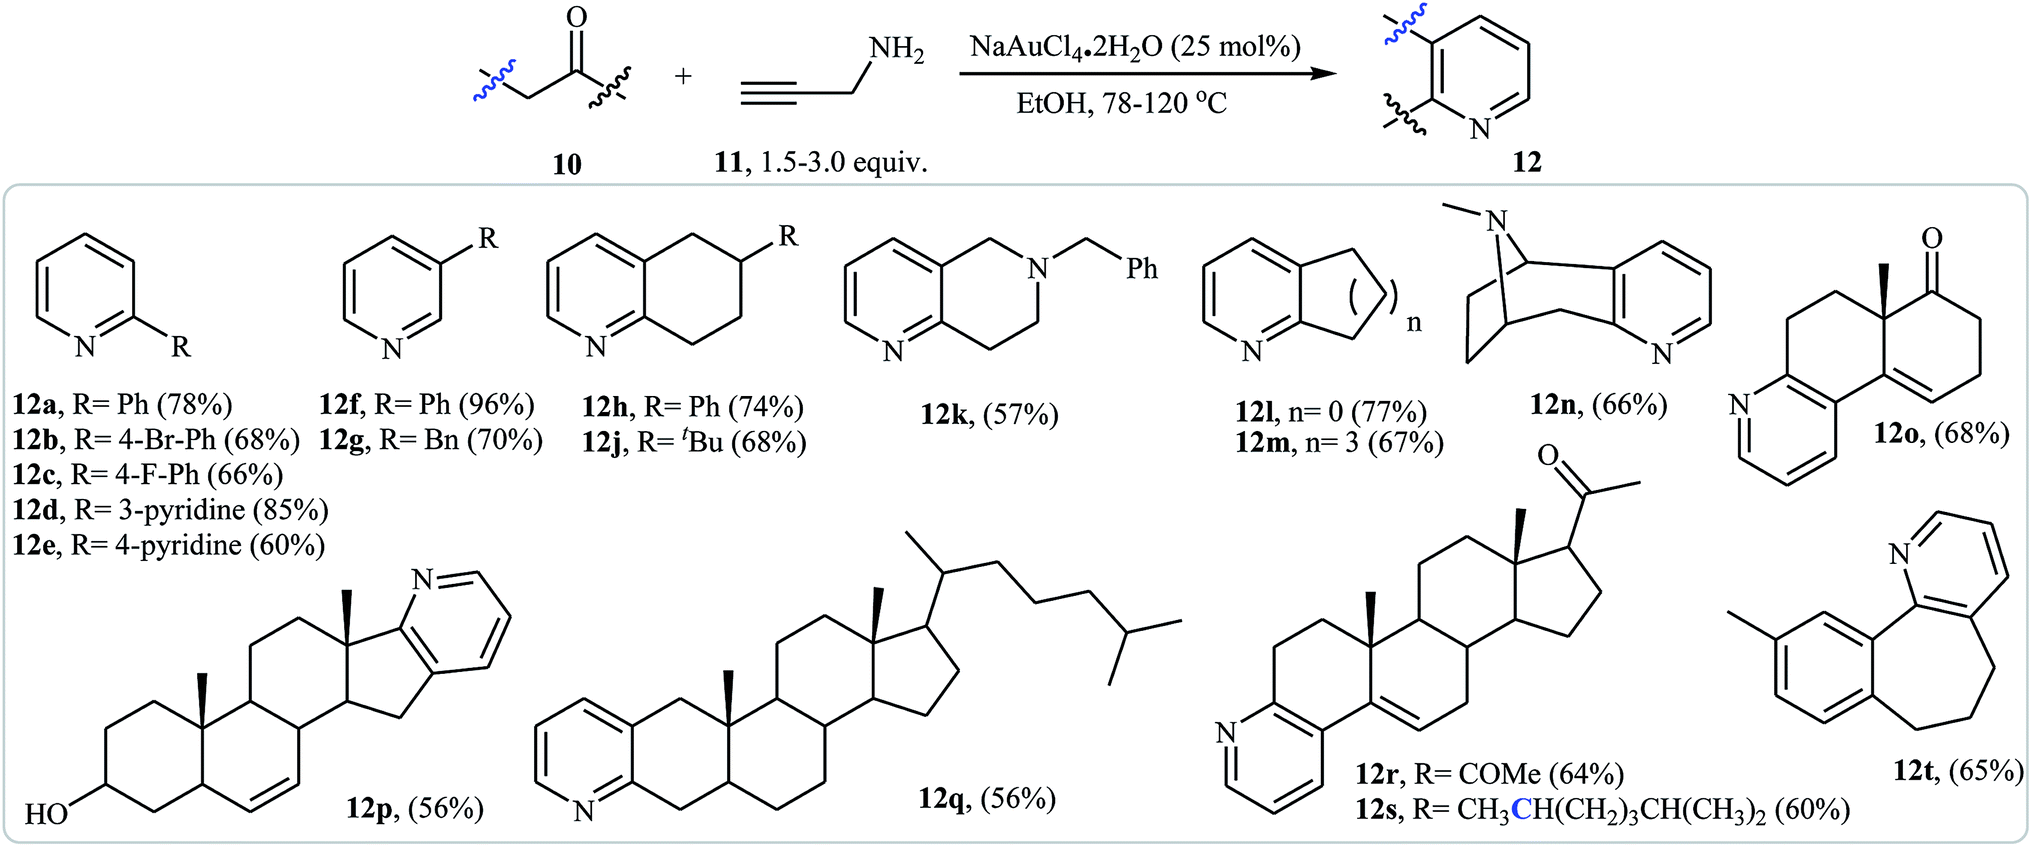 O
NH2
+
NaAuCl4.2H2O (25 mol%)
EtOH, 78-120 oC
N
10
11, 1.5-3.0 equiv.
12
N
R
12a, R= Ph (78%)
12b, R= 4-Br-Ph (68%)
12c, R= 4-F-Ph (66%)
12d, R= 3-pyridine (85%)
12e, R= 4-pyridine (60%)
R
N
12f, R= Ph (96%)
12g, R= Bn (70%)
R
N
12h, R= Ph (74%)
12j, R= tBu (68%)
N
Ph
N
12k, (57%)
( )
n
N
12l, n= 0 (77%)
12m, n= 3 (67%)
N
N
12n, (66%)
O
N
12o, (68%)
N
HO
12p, (56%)
N
12q, (56%)
O
N
12r, R= COMe (64%)
12s, R= CH3CH(CH2)3CH(CH3)2 (60%)
N
12t, (65%)